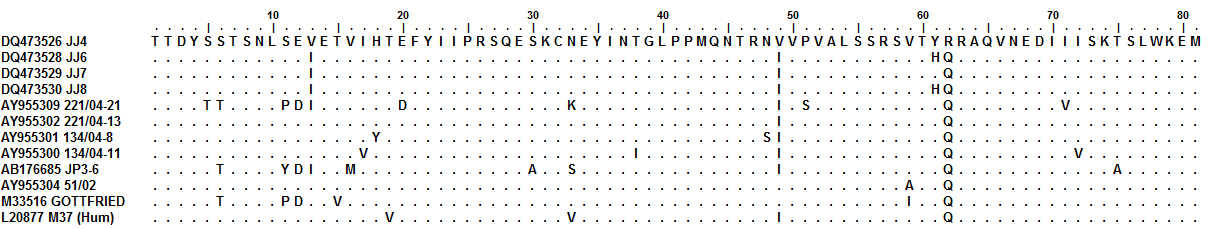 10 20 30 40 50 60 70 80
. . . . | . . . . | . . . . | . . . . | . . . . | . . . . | . . . . | . . . . |
DQ473526 JJ4 T T D Y S S T S N L S E V E T V I H T E F Y I I P R S Q E S K C N E Y I N T G L P P M Q N T R N V V P V A L S S R S V T Y R R A Q V N E D I I I S K T S L W K E M
DQ473528 JJ6 . . . . . . . . . . . . I . . . . . . . . . . . . . . . . . . . . . . . . . . . . . . . . . . . I . . . . . . . . . . . H Q . . . . . . . . . . . . . . . . . . .
DQ473529 JJ7 . . . . . . . . . . . . I . . . . . . . . . . . . . . . . . . . . . . . . . . . . . . . . . . . I . . . . . . . . . . . . Q . . . . . . . . . . . . . . . . . . .
DQ473530 JJ8 . . . . . . . . . . . . I . . . . . . . . . . . . . . . . . . . . . . . . . . . . . . . . . . . I . . . . . . . . . . . H Q . . . . . . . . . . . . . . . . . . .
AY955309 221/04-21 . . . . T T . . . . P D I . . . . . . D . . . . . . . . . . . . K . . . . . . . . . . . . . . . I . S . . . . . . . . . . Q . . . . . . . . V . . . . . . . . . .
AY955302 221/04-13 . . . . . . . . . . . . . . . . . . . . . . . . . . . . . . . . . . . . . . . . . . . . . . . . I . . . . . . . . . . . . Q . . . . . . . . . . . . . . . . . . .
AY955301 134/04-8 . . . . . . . . . . . . . . . . . Y . . . . . . . . . . . . . . . . . . . . . . . . . . . . . S I . . . . . . . . . . . . Q . . . . . . . . . . . . . . . . . . .
AY955300 134/04-11 . . . . . . . . . . . . . . . . V . . . . . . . . . . . . . . . . . . . . I . . . . . . . . . . I . . . . . . . . . . . . Q . . . . . . . . . V . . . . . . . . .
AB176685 JP3-6 . . . . . T . . . . Y D I . . M . . . . . . . . . . . . . A . . S . . . . . . . . . . . . . . . I . . . . . . . . . . . . Q . . . . . . . . . . . . A . . . . . .
AY955304 51/02 . . . . . . . . . . . . . . . . . . . . . . . . . . . . . . . . . . . . . . . . . . . . . . . . . . . . . . . . . . A . . Q . . . . . . . . . . . . . . . . . . .
M33516 GOTTFRIED . . . . . T . . . . P D . . V . . . . . . . . . . . . . . . . . . . . . . . . . . . . . . . . . . . . . . . . . . . I . . Q . . . . . . . . . . . . . . . . . . .
L20877 M37 (Hum) . . . . . . . . . . . . . . . . . . V . . . . . . . . . . . . . V . . . . . . . . . . . . . . . I . . . . . . . . . . . . Q . . . . . . . . . . . . . . . . . . .